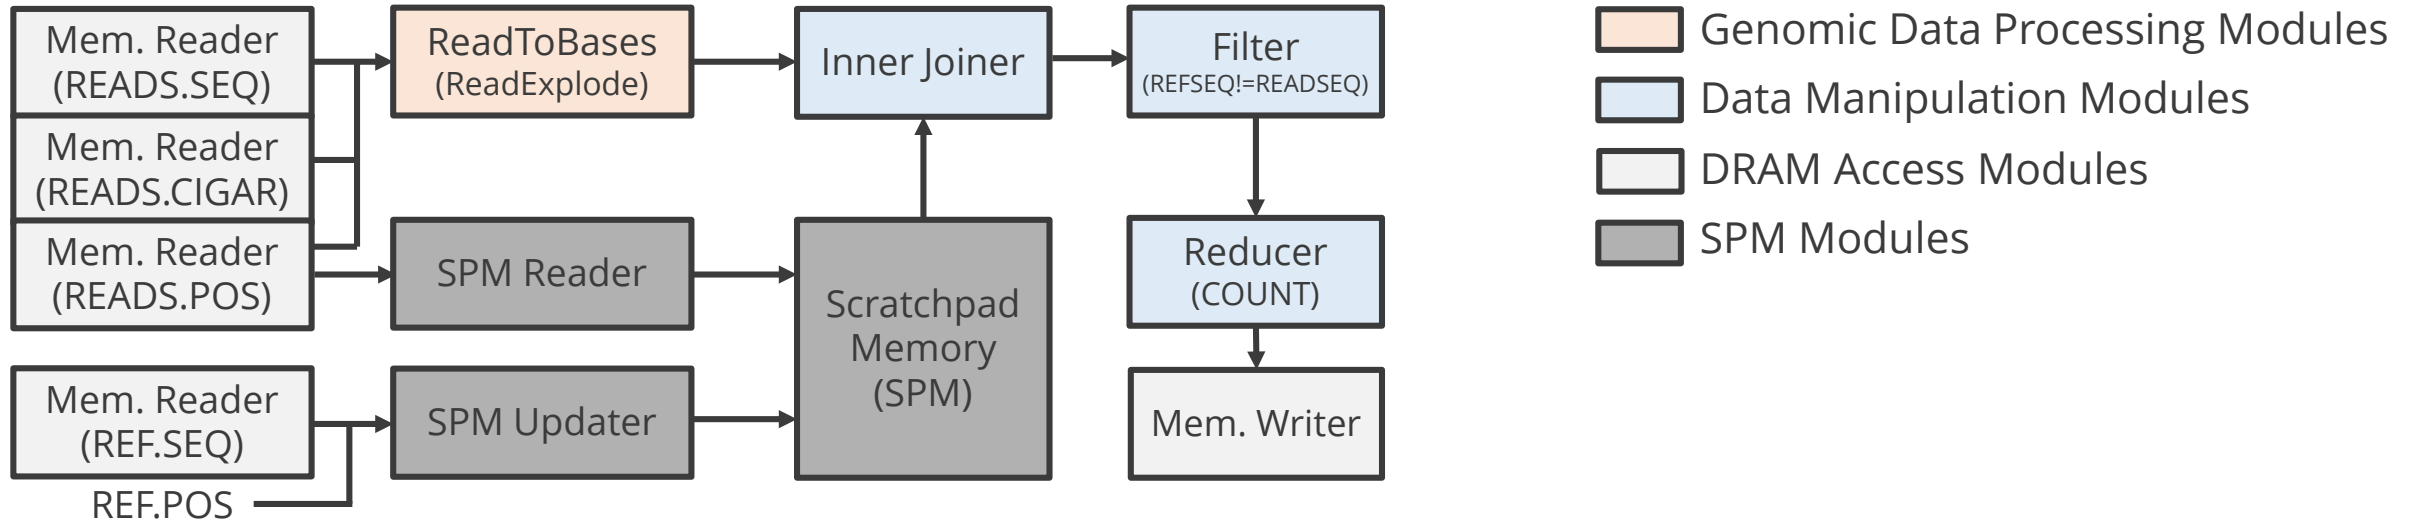 Mem. Reader
(READS.SEQ)
Mem. Reader
(READS.CIGAR)
Mem. Reader
(READS.POS)
Mem. Reader
(REF.SEQ)
REF.POS
ReadToBases
(ReadExplode)
SPM Reader
SPM Updater
Inner Joiner
Scratchpad
Memory
(SPM)
Filter
(REFSEQ!=READSEQ)
Reducer
(COUNT)
Mem. Writer
Genomic Data Processing Modules
Data Manipulation Modules
DRAM Access Modules
SPM Modules